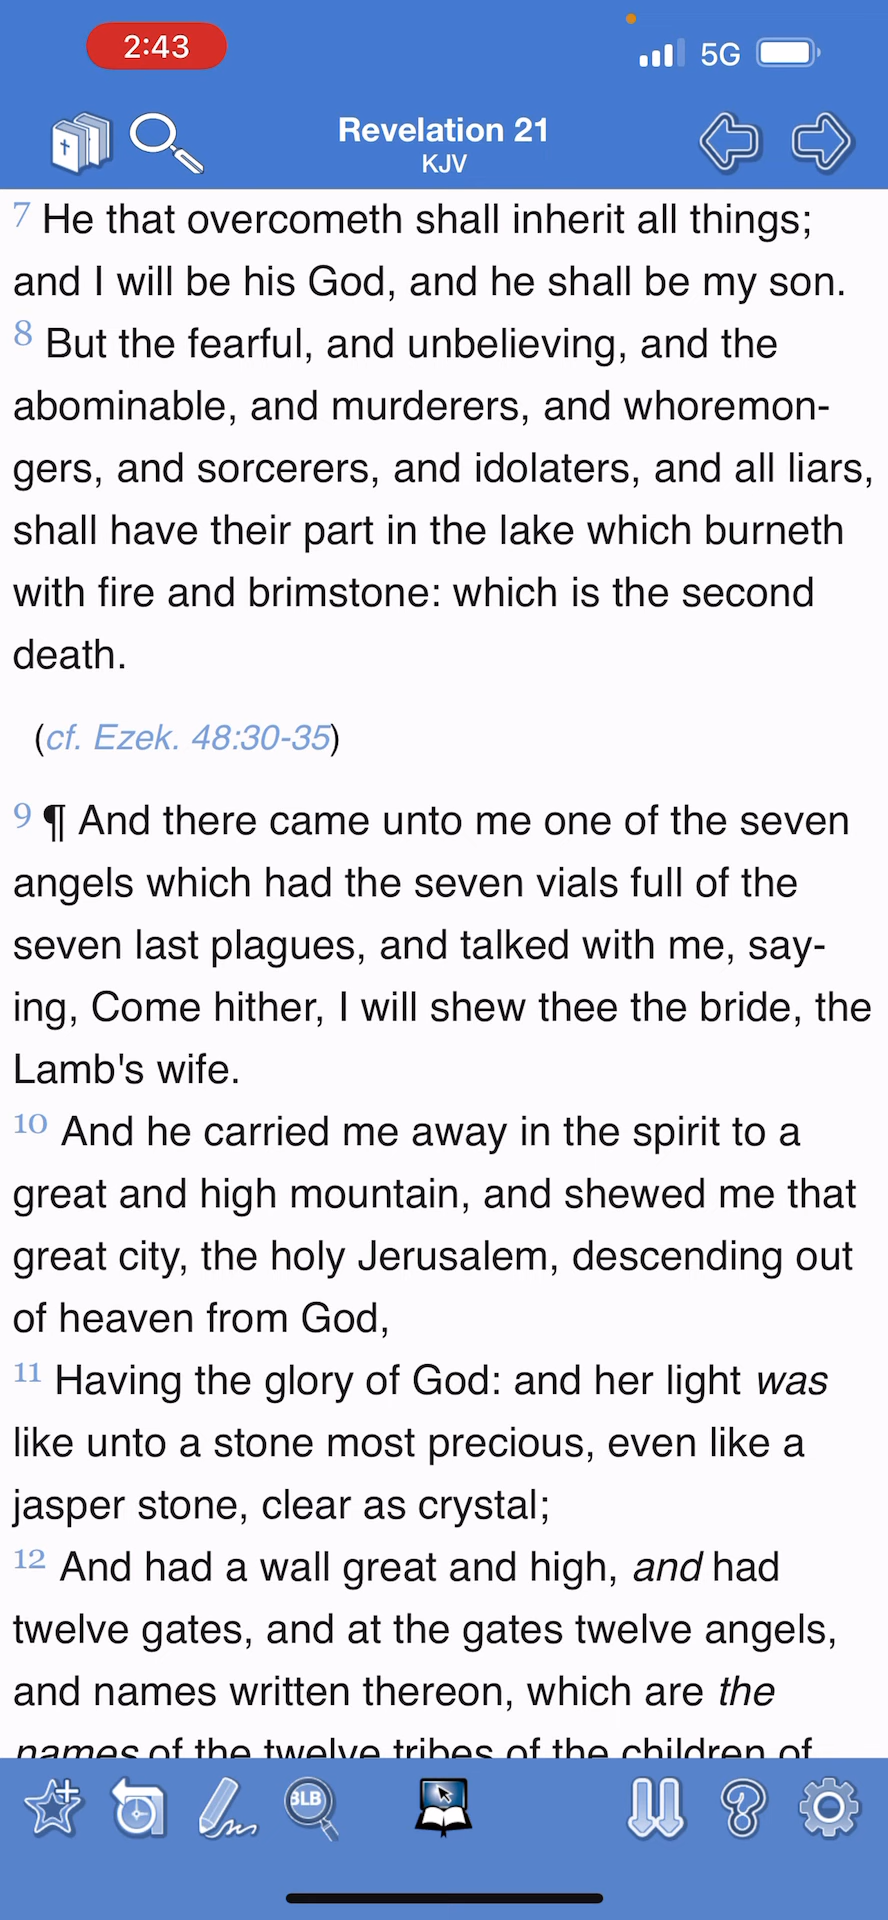 2:43
5G
Revelation 21
KJV
7 He that overcometh shall inherit all things;
and I will be his God, and he shall be my son.
8 But the fearful, and unbelieving, and the
abominable, and murderers, and whoremon-
gers, and sorcerers, and idolaters, and all liars,
shall have their part in the lake which burneth
with fire and brimstone: which is the second
death.
(cf. Ezek. 48:30-35)
9 ¶ And there came unto me one of the seven
angels which had the seven vials full of the
seven last plagues, and talked with me, say-
ing, Come hither, I will shew thee the bride, the
Lamb's wife.
10 And he carried me away in the spirit to a
great and high mountain, and shewed me that
great city, the holy Jerusalem, descending out
of heaven from God,
11 Having the glory of God: and her light was
like unto a stone most precious, even like a
jasper stone, clear as crystal;
12 And had a wall great and high, and had
twelve gates, and at the gates twelve angels,
and names written thereon, which are the
names of the twelve tribes of the children of
BLB